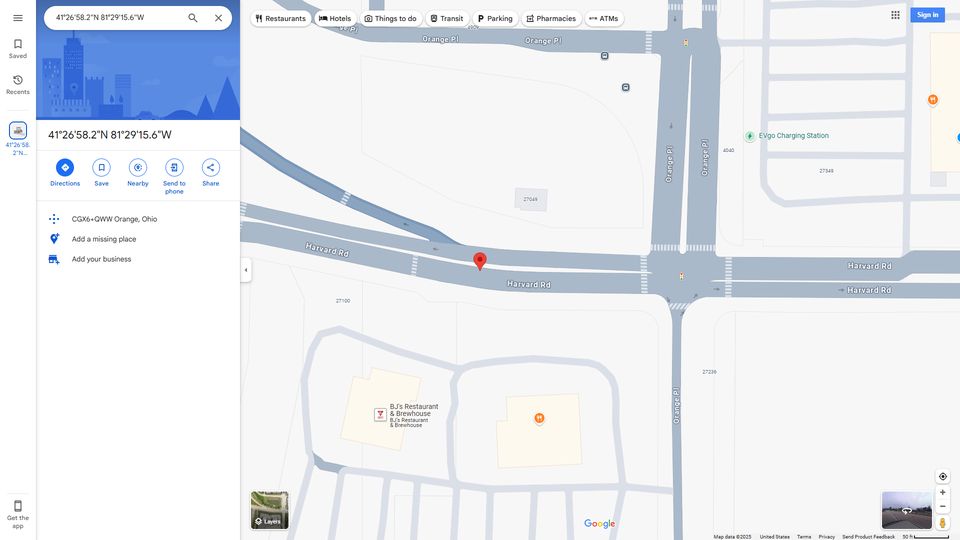 41°26'58.2"N 81°29'15.6"W
Restaurants
Hotels
Things to do
Transit
Parking
Pharmacies
ATMs
Sign in
Saved
Recents
41°26'58.
2"N...
41°26'58.2"N 81°29'15.6"W
Directions
Save
Nearby
Send to
phone
Share
CGX6+QWW Orange, Ohio
Add a missing place
Add your business
Get the
app
Orange Pl
Orange Pl
Orange Pl
Orange Pl
4040
EVgo Charging Station
27349
27049
Harvard Rd
Harvard Rd
Harvard Rd
Harvard Rd
27100
27236
Orange Pl
BJ's Restaurant
& Brewhouse
BJ's Restaurant
& Brewhouse
Layers
Google
Map data ©2025
United States
Terms
Privacy
Send Product Feedback
50 ft